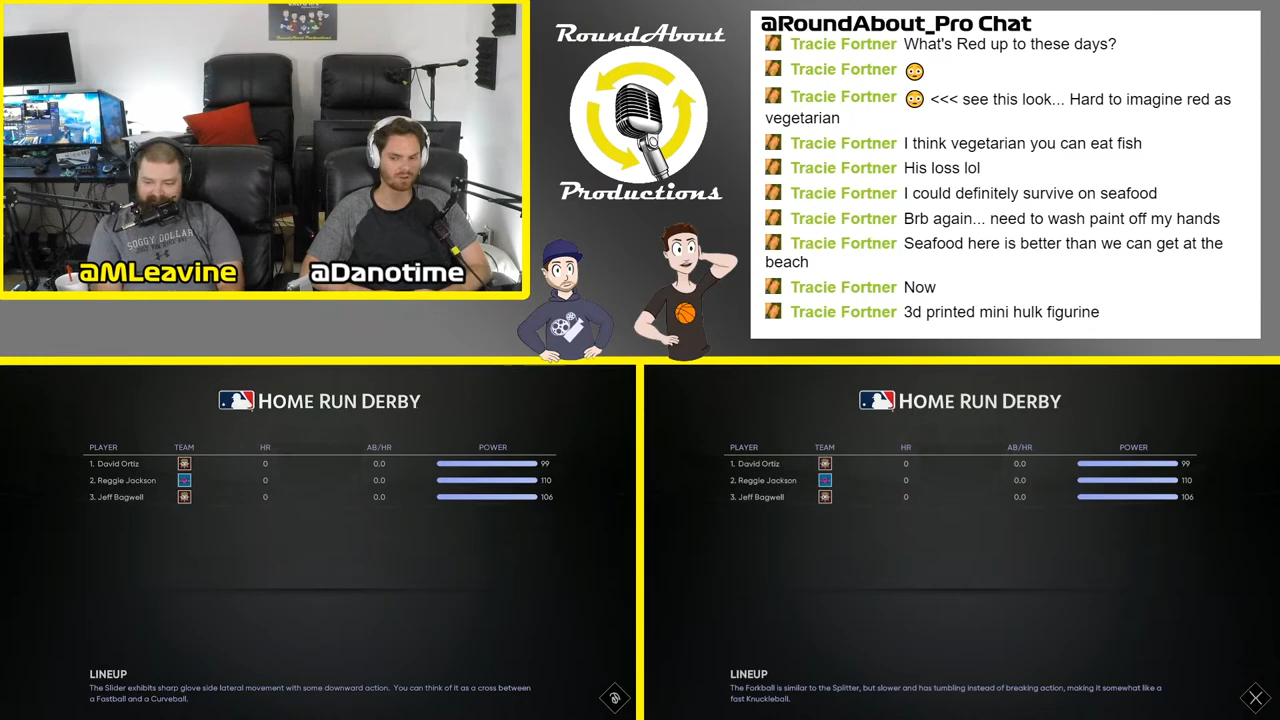 SOGGY DOLLAR
@MLeavine
@Danotime
RoundAbout
Productions
@RoundAbout_Pro Chat
Tracie Fortner What's Red up to these days?
Tracie Fortner 😳
Tracie Fortner 😳 <<< see this look... Hard to imagine red as
vegetarian
Tracie Fortner I think vegetarian you can eat fish
Tracie Fortner His loss lol
Tracie Fortner I could definitely survive on seafood
Tracie Fortner Brb again... need to wash paint off my hands
Tracie Fortner Seafood here is better than we can get at the
beach
Tracie Fortner Now
Tracie Fortner 3d printed mini hulk figurine
HOME RUN DERBY
PLAYER TEAM HR AB/HR POWER
1. David Ortiz 0 0.0 99
2. Reggie Jackson 0 0.0 110
3. Jeff Bagwell 0 0.0 106
LINEUP
The Slider exhibits sharp glove side lateral movement with some downward action. You can think of it as a cross between
a Fastball and a Curveball.
HOME RUN DERBY
PLAYER TEAM HR AB/HR POWER
1. David Ortiz 0 0.0 99
2. Reggie Jackson 0 0.0 110
3. Jeff Bagwell 0 0.0 106
LINEUP
The Forkball is similar to the Splitter, but slower and has tumbling instead of breaking action, making it somewhat like a
fast Knuckleball.